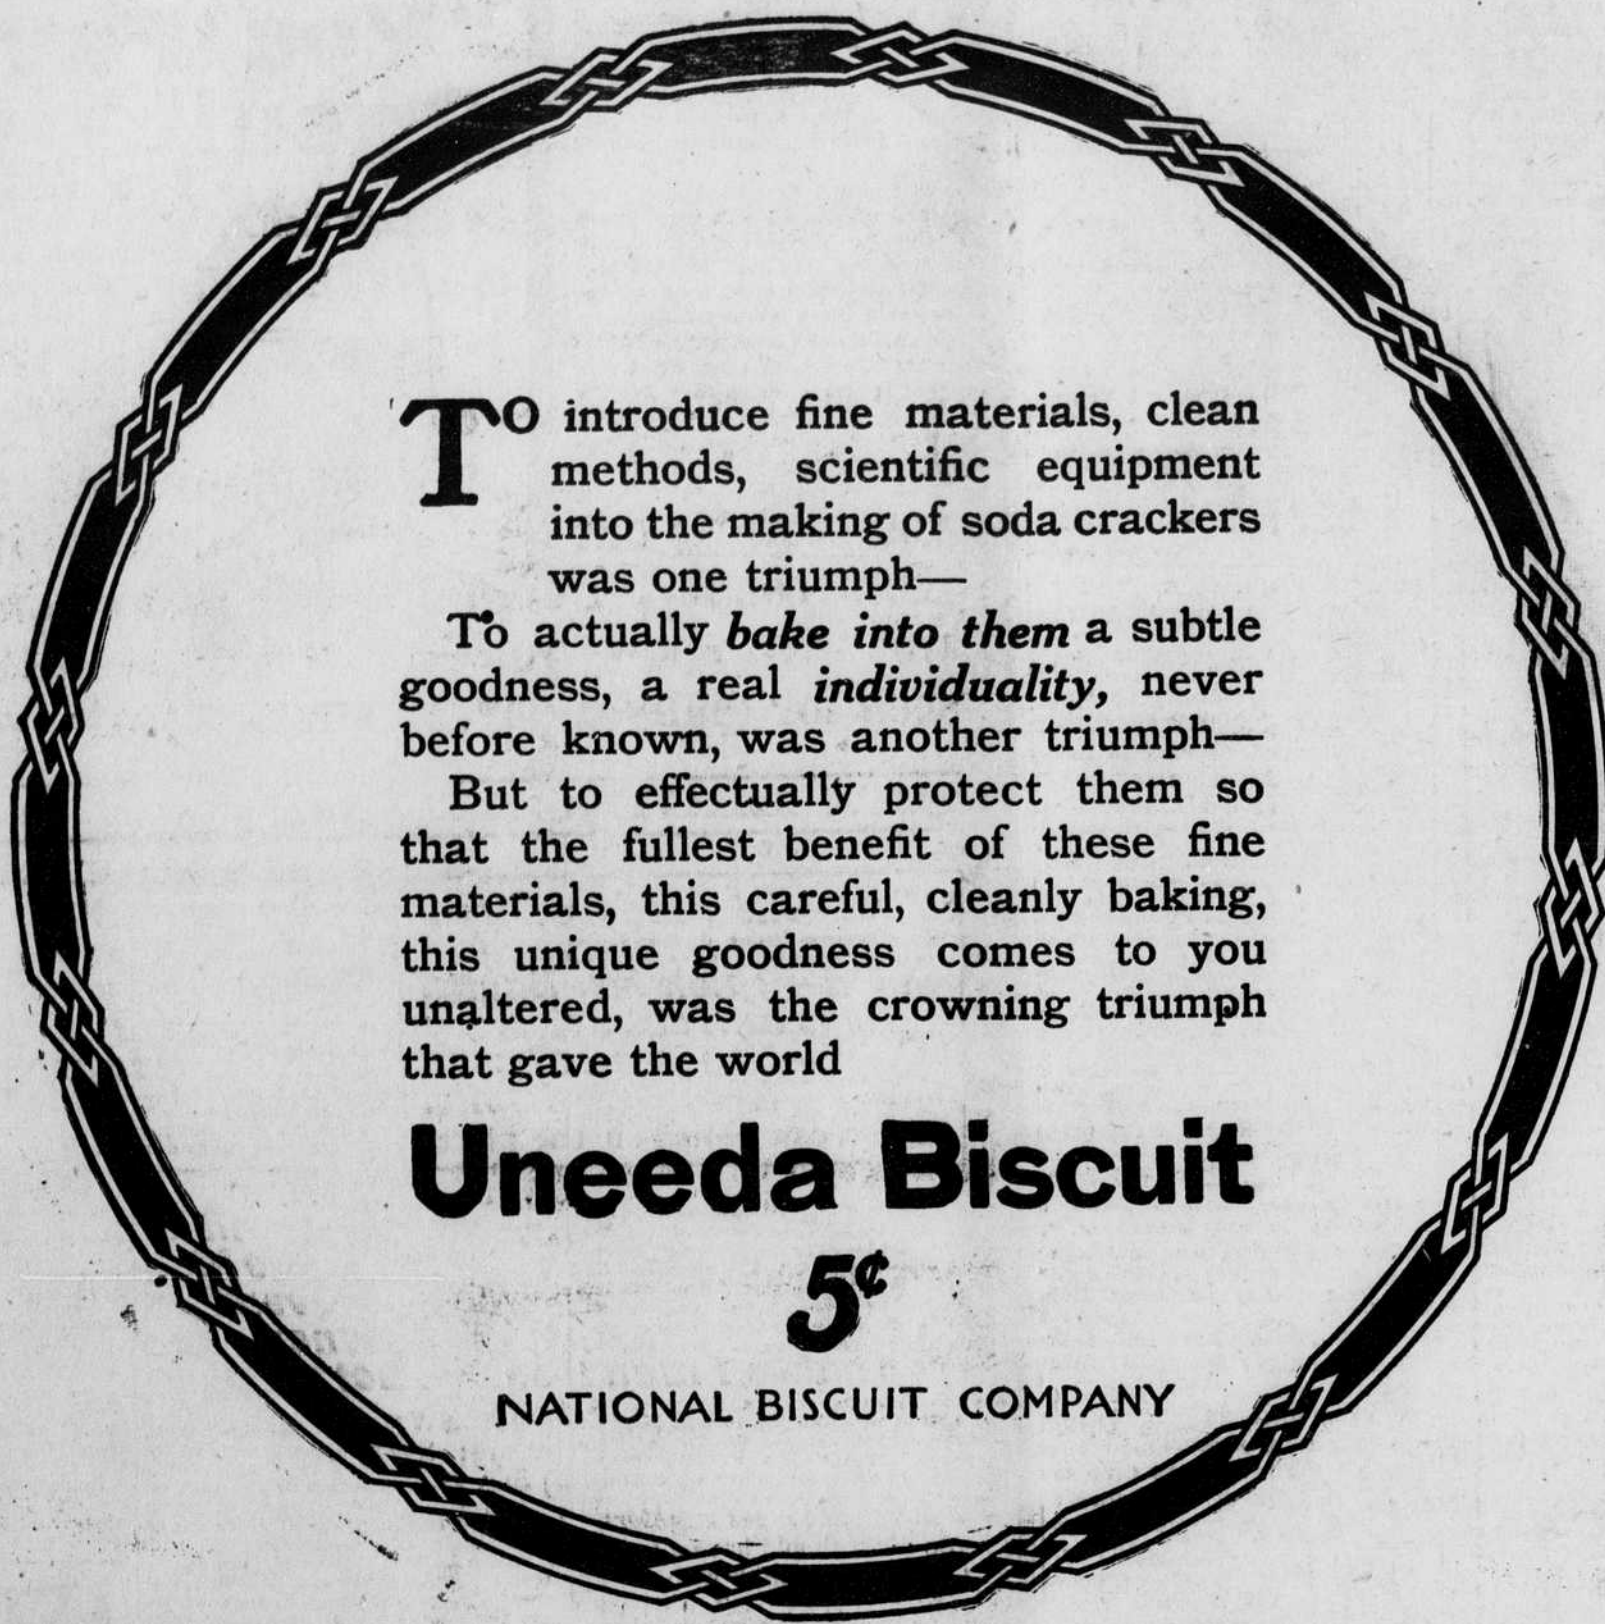 TO introduce fine materials, clean
methods, scientific equipment
into the making of soda crackers
was one triumph—
To actually bake into them a subtle
goodness, a real individuality, never
before known, was another triumph—
But to effectually protect them so
that the fullest benefit of these fine
materials, this careful, cleanly baking,
this unique goodness comes to you
unaltered, was the crowning triumph
that gave the world
Uneeda Biscuit
5¢
NATIONAL BISCUIT COMPANY